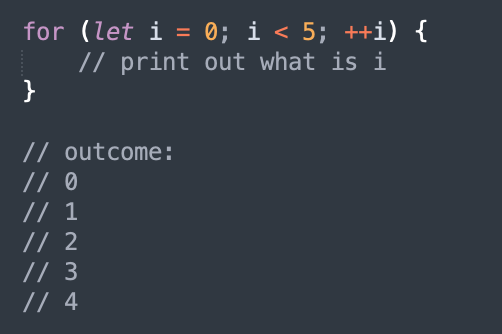 for (let i = 0; i < 5; ++i) {
    // print out what is i
}
// outcome:
// 0
// 1
// 2
// 3
// 4